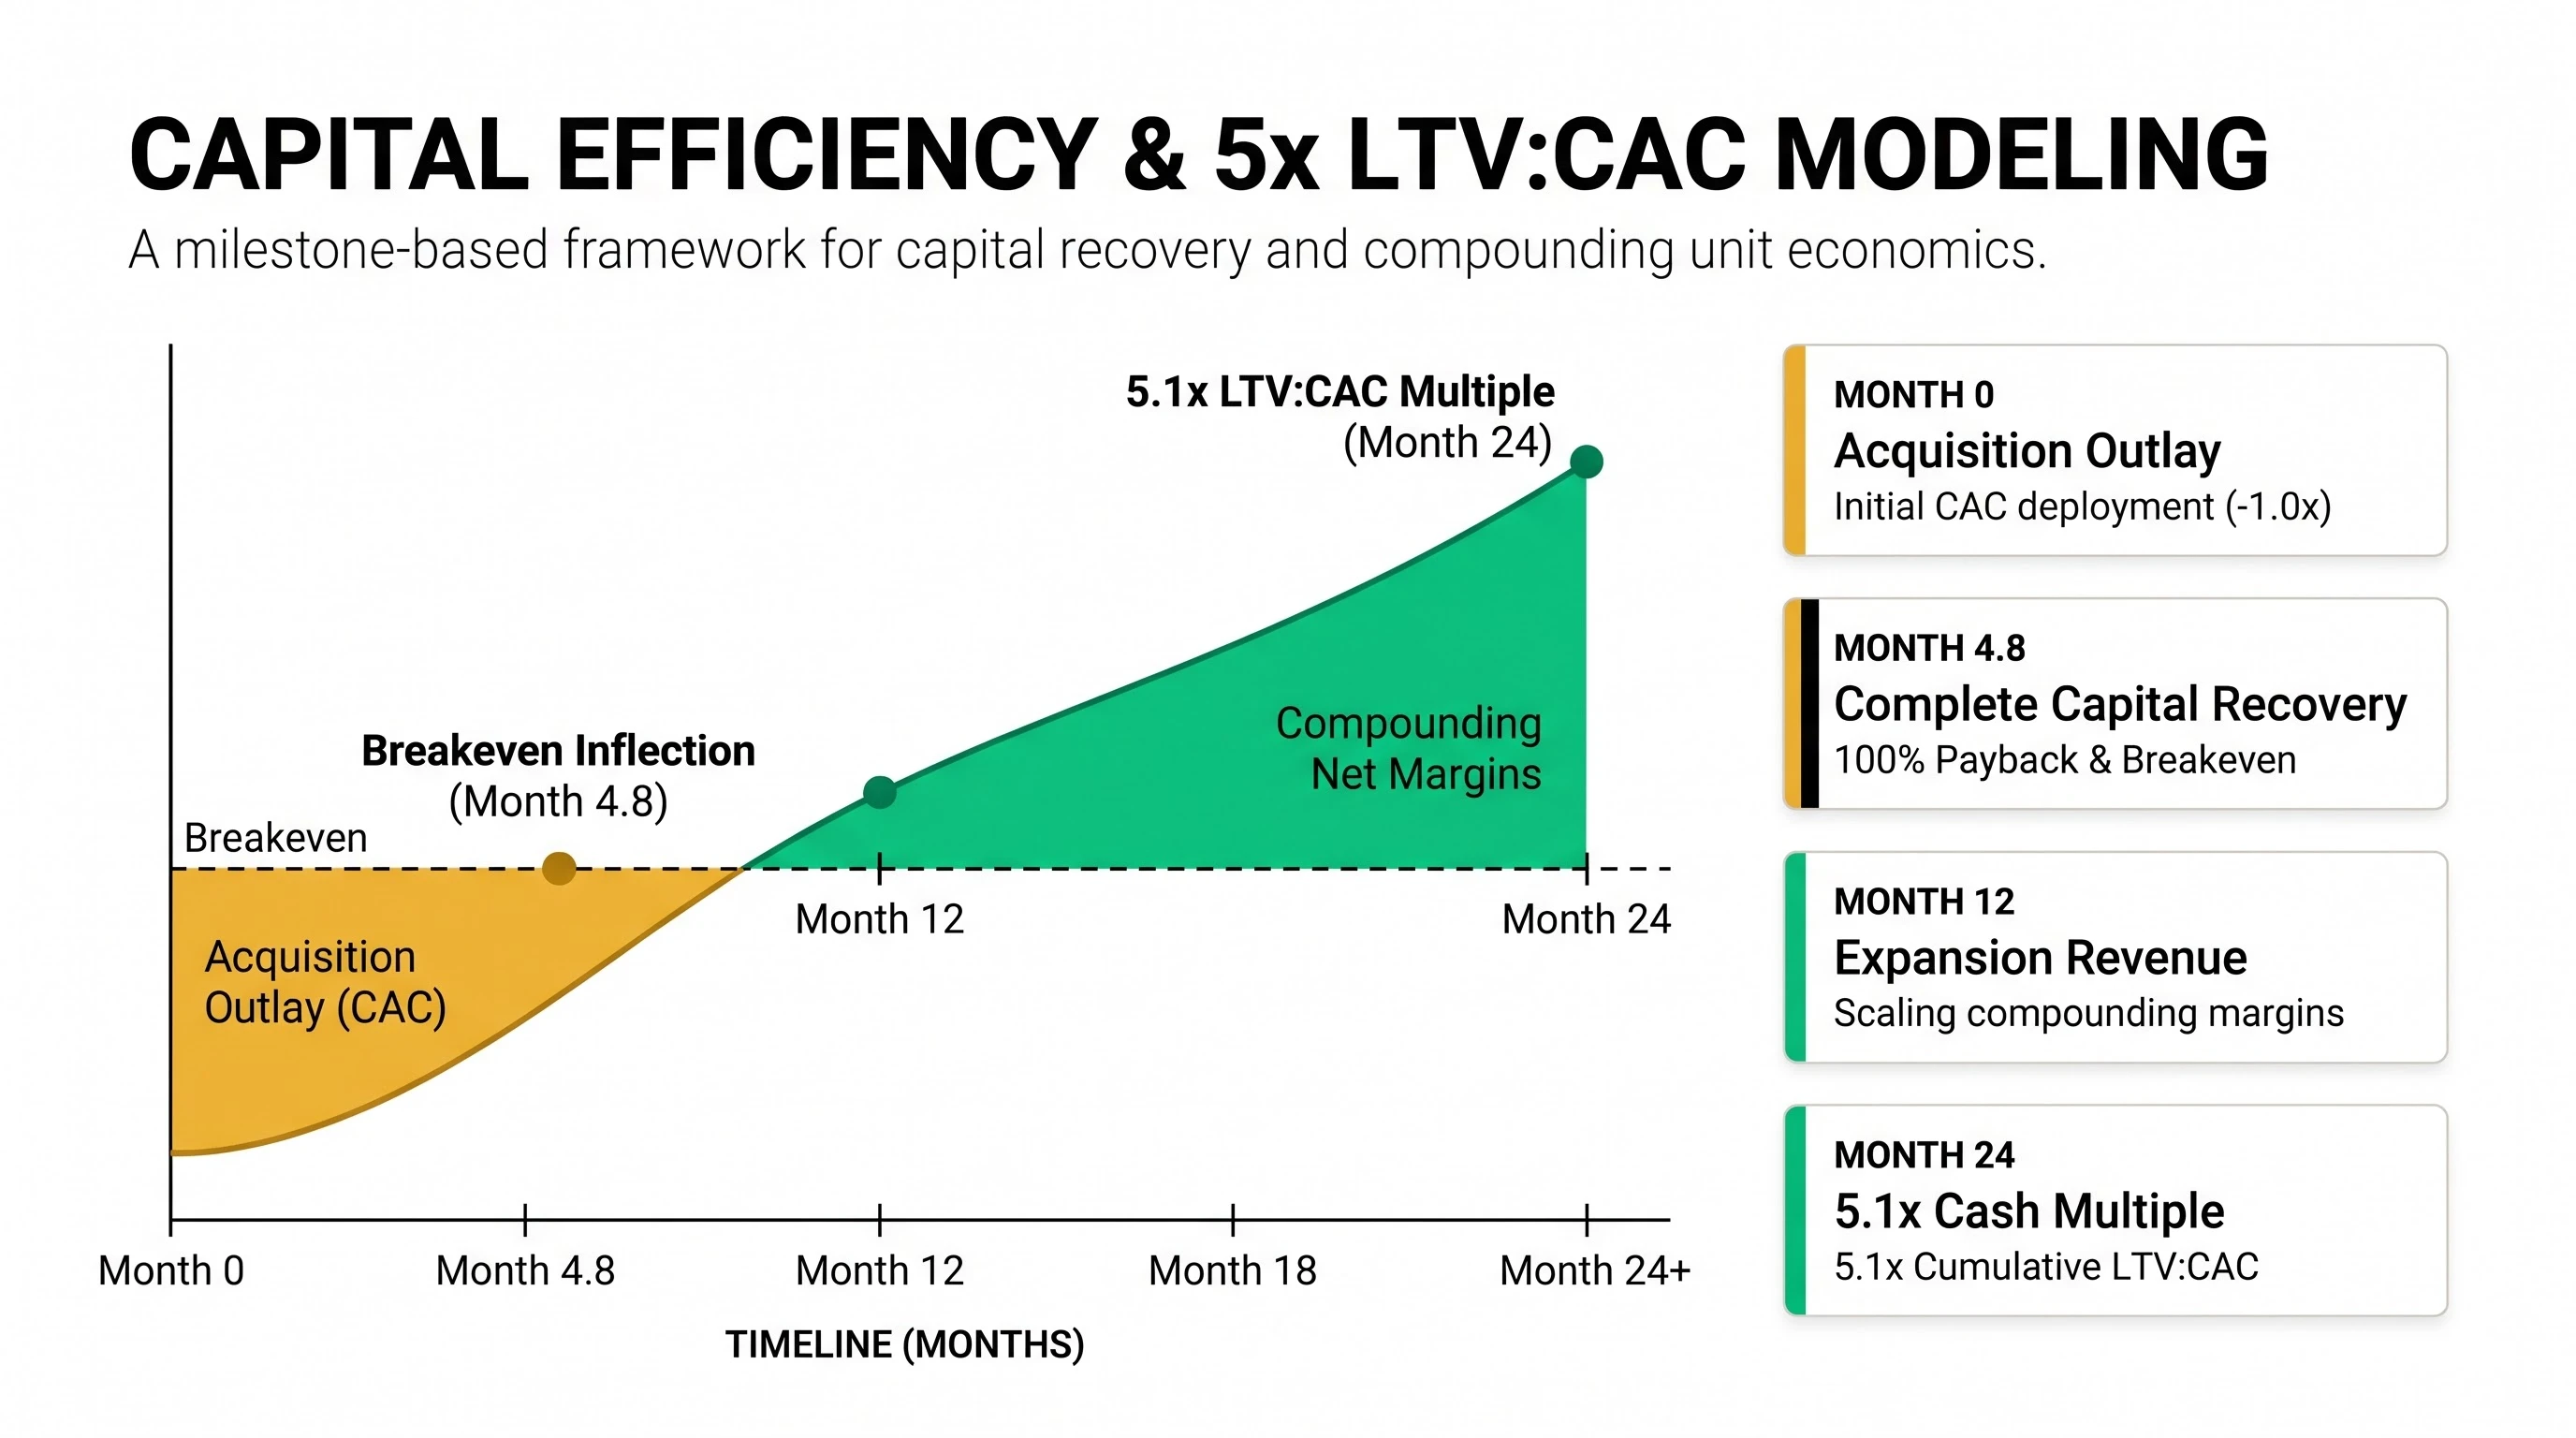 CAPITAL EFFICIENCY & 5x LTV:CAC MODELING
A milestone-based framework for capital recovery and compounding unit economics.
5.1x LTV:CAC Multiple
(Month 24)
Breakeven Inflection
(Month 4.8)
Breakeven
Compounding
Net Margins
Month 12
Month 24
Acquisition
Outlay (CAC)
Month 0
Month 4.8
Month 12
Month 18
Month 24+
TIMELINE (MONTHS)
MONTH 0
Acquisition Outlay
Initial CAC deployment (-1.0x)
MONTH 4.8
Complete Capital Recovery
100% Payback & Breakeven
MONTH 12
Expansion Revenue
Scaling compounding margins
MONTH 24
5.1x Cash Multiple
5.1x Cumulative LTV:CAC